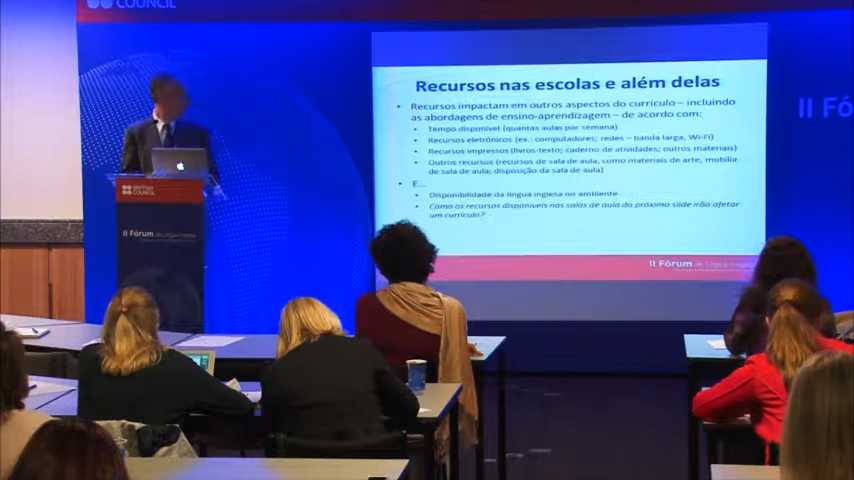 COUNCIL
Recursos nas escolas e além delas
• Recursos impactam em outros aspectos do currículo – incluindo
as abordagens de ensino-aprendizagem – de acordo com:
• Tempo disponível (quantas aulas por semana)
• Recursos eletrônicos (ex.: computadores; redes – banda larga, Wi-Fi)
• Recursos impressos (livros-texto; caderno de atividades; outros materiais)
• Outros recursos (recursos de sala de aula, como materiais de arte, mobília
de sala de aula; disposição da sala de aula)
• E...
• Disponibilidade da língua inglesa no ambiente
• Como os recursos disponíveis nas salas de aula do próximo slide irão afetar
um currículo?
II Fórum de Língua Inglesa
II Fó
BRITISH
COUNCIL
II Fórum